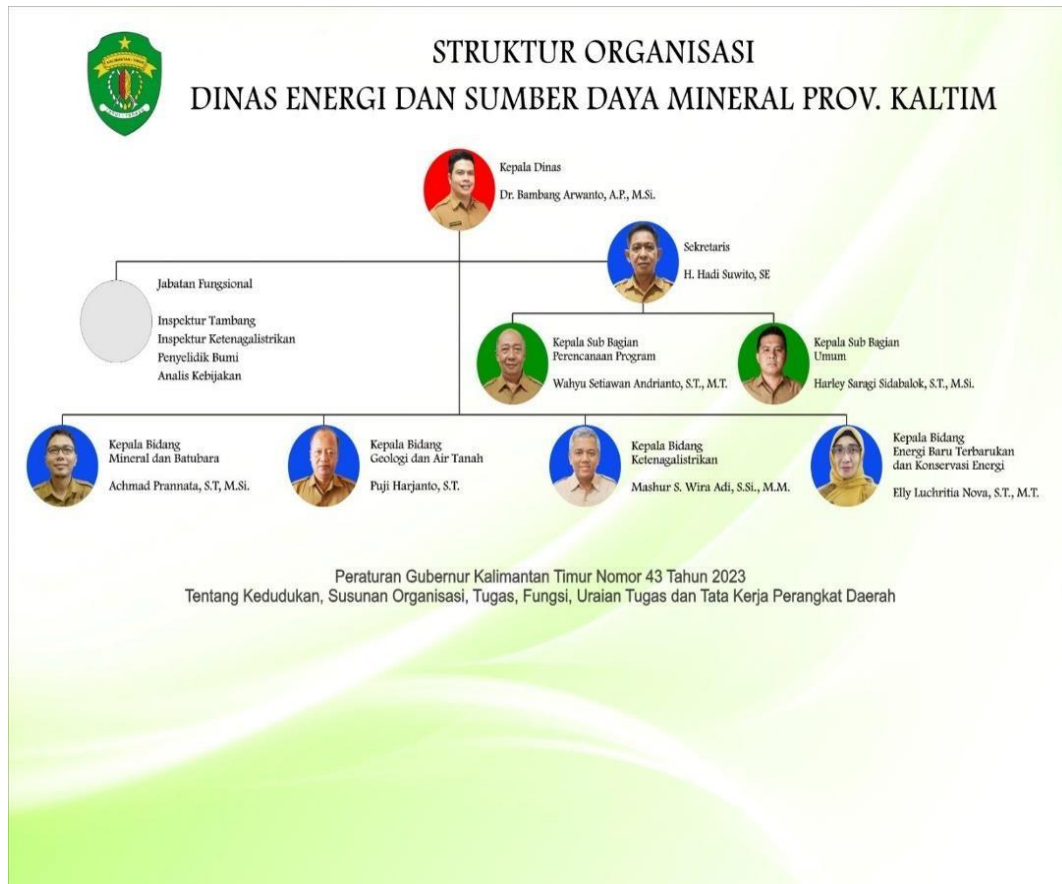 KALIMANTAN TIMUR
STRUKTUR ORGANISASI
DINAS ENERGI DAN SUMBER DAYA MINERAL PROV. KALTIM
Kepala Dinas
Dr. Bambang Arwanto, A.P., M.Si.
Sekretaris
H. Hadi Suwito, SE
Jabatan Fungsional
Inspektur Tambang
Inspektur Ketenagalistrikan
Penyelidik Bumi
Analis Kebijakan
Kepala Sub Bagian
Perencanaan Program
Wahyu Setiawan Andrianto, S.T., M.T.
Kepala Sub Bagian
Umum
Harley Saragi Sidabalok, S.T., M.Si.
Kepala Bidang
Mineral dan Batubara
Achmad Prannata, S.T, M.Si.
Kepala Bidang
Geologi dan Air Tanah
Puji Harjanto, S.T.
Kepala Bidang
Ketenagalistrikan
Mashur S. Wira Adi, S.Si., M.M.
Kepala Bidang
Energi Baru Terbarukan
dan Konservasi Energi
Elly Luchritia Nova, S.T., M.T.
Peraturan Gubernur Kalimantan Timur Nomor 43 Tahun 2023
Tentang Kedudukan, Susunan Organisasi, Tugas, Fungsi, Uraian Tugas dan Tata Kerja Perangkat Daerah